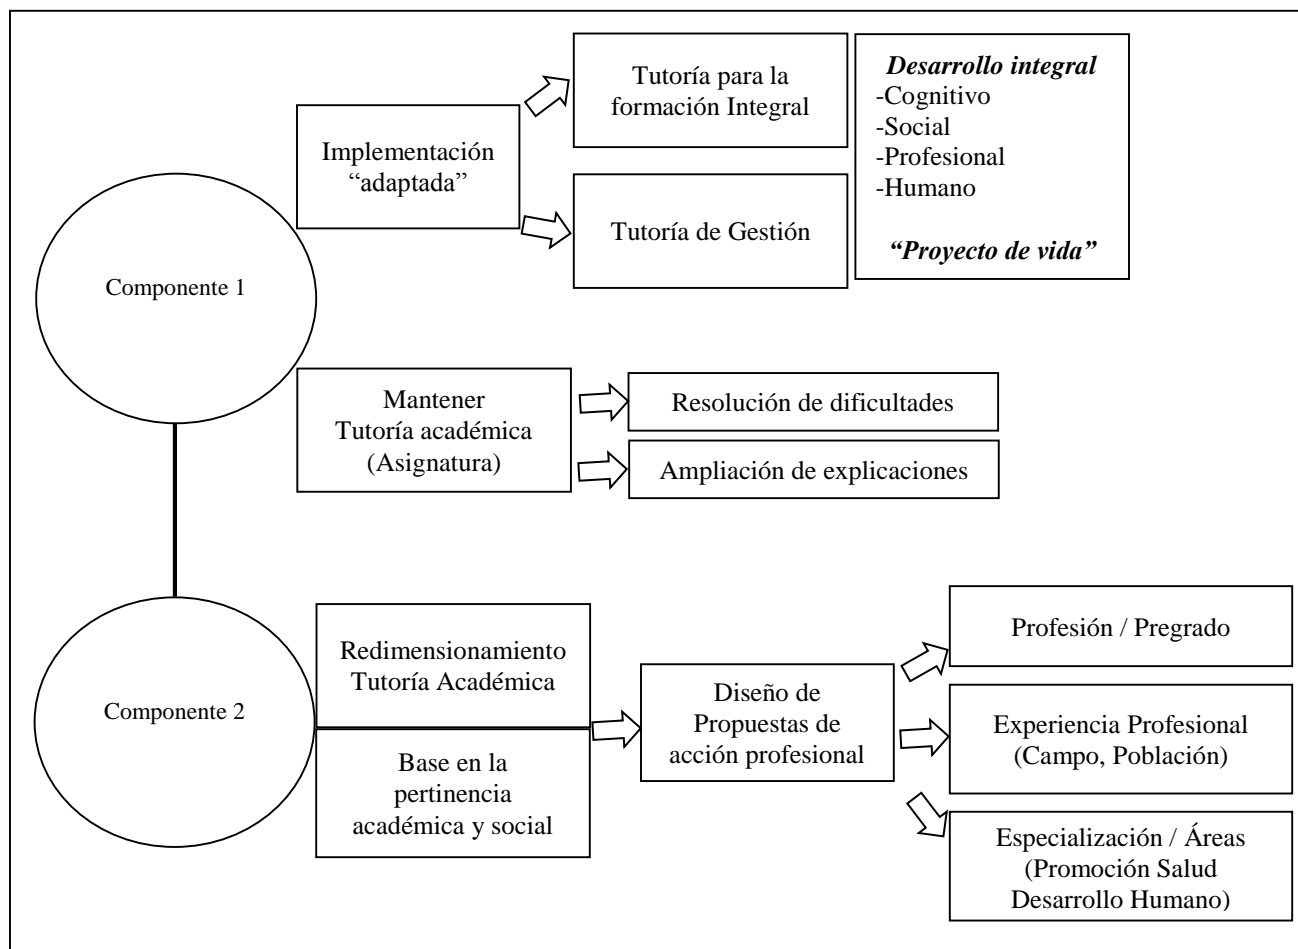 Tutoría para la
formación Integral
Desarrollo integral
-Cognitivo
-Social
-Profesional
-Humano
“Proyecto de vida”
Implementación
“adaptada”
Tutoría de Gestión
Componente 1
Mantener
Tutoría académica
(Asignatura)
Resolución de dificultades
Ampliación de explicaciones
Componente 2
Redimensionamiento
Tutoría Académica
Base en la
pertinencia
académica y social
Diseño de
Propuestas de
acción profesional
Profesión / Pregrado
Experiencia Profesional
(Campo, Población)
Especialización / Áreas
(Promoción Salud
Desarrollo Humano)